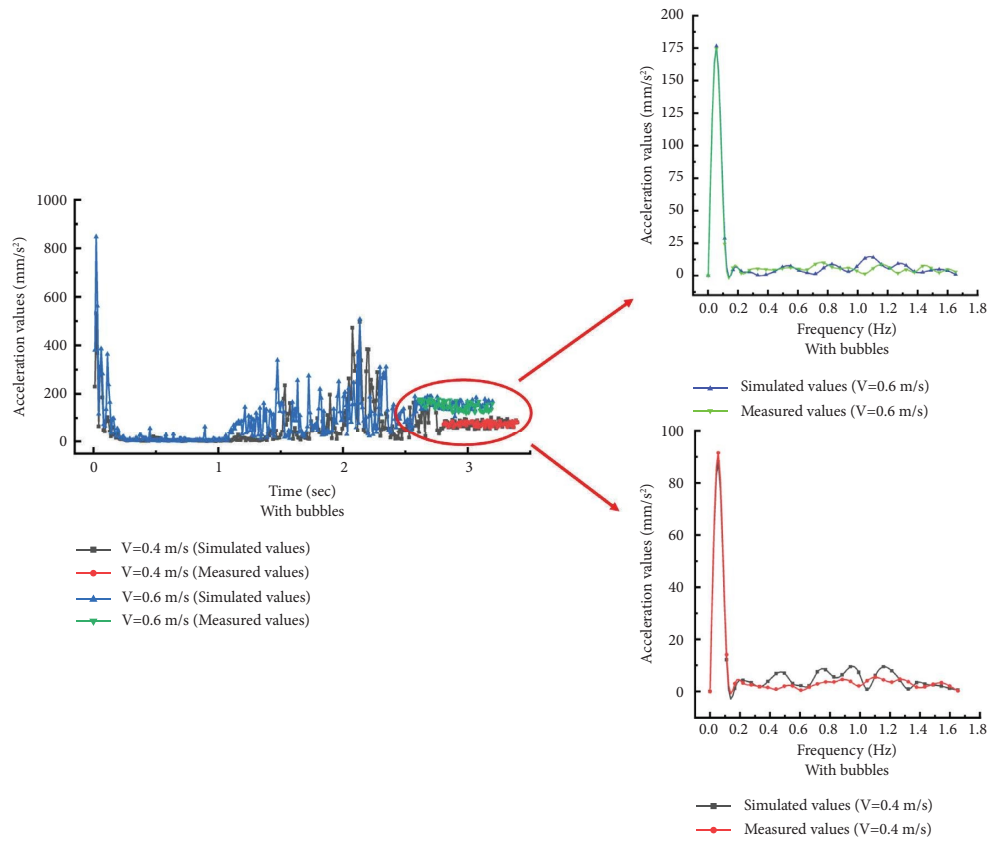 1000
800
600
400
200
0
Acceleration values (mm/s²)
0 1 2 3
Time (sec)
With bubbles
V=0.4 m/s (Simulated values)
V=0.4 m/s (Measured values)
V=0.6 m/s (Simulated values)
V=0.6 m/s (Measured values)
200
175
150
125
100
75
50
25
0
Acceleration values (mm/s²)
0.0 0.2 0.4 0.6 0.8 1.0 1.2 1.4 1.6 1.8
Frequency (Hz)
With bubbles
Simulated values (V=0.6 m/s)
Measured values (V=0.6 m/s)
100
80
60
40
20
0
Acceleration values (mm/s²)
0.0 0.2 0.4 0.6 0.8 1.0 1.2 1.4 1.6 1.8
Frequency (Hz)
With bubbles
Simulated values (V=0.4 m/s)
Measured values (V=0.4 m/s)